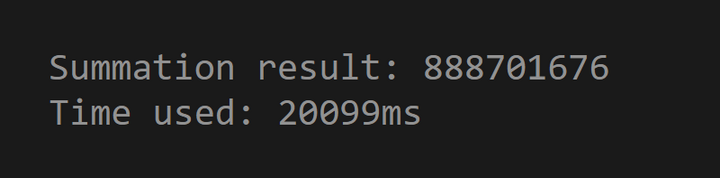 Summation result: 888701676
Time used: 20099ms